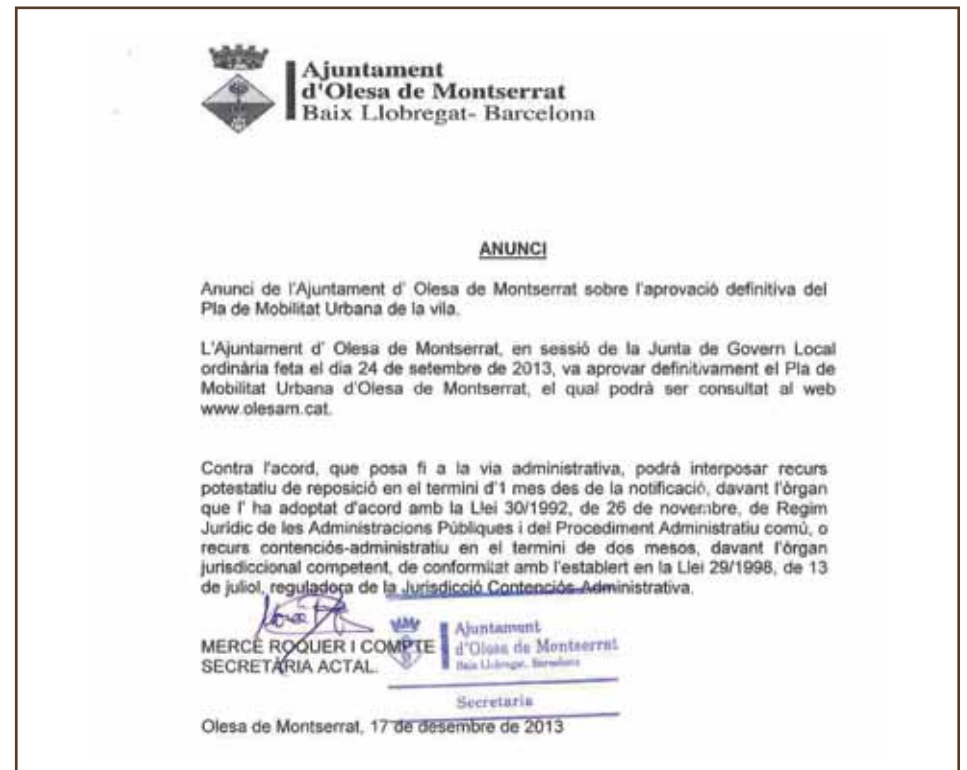 Ajuntament
d'Olesa de Montserrat
Baix Llobregat- Barcelona
ANUNCI
Anunci de l'Ajuntament d' Olesa de Montserrat sobre l'aprovació definitiva del
Pla de Mobilitat Urbana de la vila.
L'Ajuntament d' Olesa de Montserrat, en sessió de la Junta de Govern Local
ordinària feta el dia 24 de setembre de 2013, va aprovar definitivament el Pla de
Mobilitat Urbana d'Olesa de Montserrat, el qual podrà ser consultat al web
www.olesam.cat.
Contra l'acord, que posa fi a la via administrativa, podrà interposar recurs
potestatiu de reposició en el termini d'1 mes des de la notificació, davant l'òrgan
que l' ha adoptat d'acord amb la Llei 30/1992, de 26 de novembre, de Regim
Jurídic de les Administracions Públiques i del Procediment Administratiu comú, o
recurs contenciós-administratiu en el termini de dos mesos, davant l'òrgan
jurisdiccional competent, de conformitat amb l'establert en la Llei 29/1998, de 13
de juliol, reguladora de la Jurisdicció Contenciós-Administrativa.
MERCÈ ROQUER I COMPTE
SECRETÀRIA ACTAL.
Ajuntament
d'Olesa de Montserrat
Baix Llobregat, Barcelona
Secretaria
Olesa de Montserrat, 17 de desembre de 2013